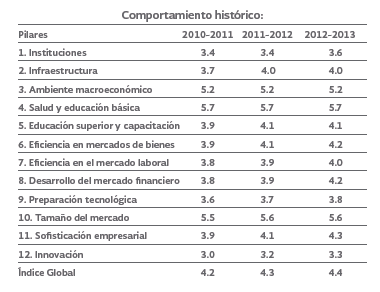 Comportamiento histórico:
Pilares 2010-2011 2011-2012 2012-2013
1. Instituciones 3.4 3.4 3.6
2. Infraestructura 3.7 4.0 4.0
3. Ambiente macroeconómico 5.2 5.2 5.2
4. Salud y educación básica 5.7 5.7 5.7
5. Educación superior y capacitación 3.9 4.1 4.1
6. Eficiencia en mercados de bienes 3.9 4.1 4.2
7. Eficiencia en el mercado laboral 3.8 3.9 4.0
8. Desarrollo del mercado financiero 3.8 3.9 4.2
9. Preparación tecnológica 3.6 3.7 3.8
10. Tamaño del mercado 5.5 5.6 5.6
11. Sofisticación empresarial 3.9 4.1 4.3
12. Innovación 3.0 3.2 3.3
Índice Global 4.2 4.3 4.4